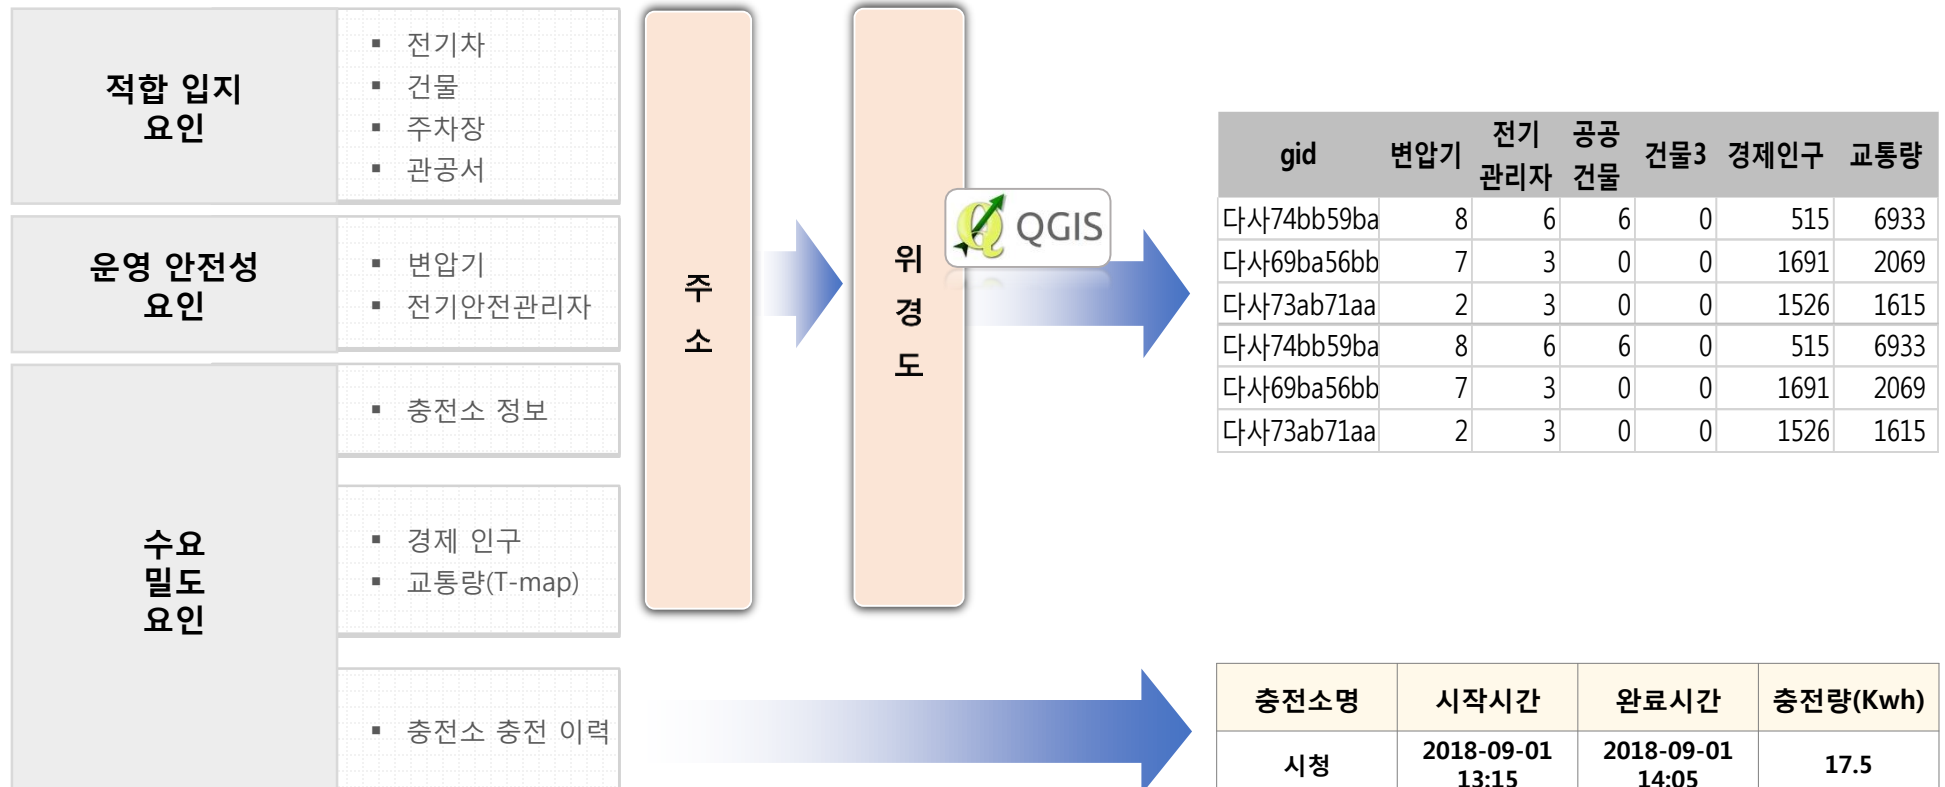 적합 입지
요인
▪ 전기차
▪ 건물
▪ 주차장
▪ 관공서
운영 안전성
요인
▪ 변압기
▪ 전기안전관리자
수요
밀도
요인
▪ 충전소 정보
▪ 경제 인구
▪ 교통량(T-map)
▪ 충전소 충전 이력
주
소
위
경
도
QGIS
gid 변압기 전기 관리자 공공 건물 건물3 경제인구 교통량
다사74bb59ba 8 6 6 0 515 6933
다사69ba56bb 7 3 0 0 1691 2069
다사73ab71aa 2 3 0 0 1526 1615
다사74bb59ba 8 6 6 0 515 6933
다사69ba56bb 7 3 0 0 1691 2069
다사73ab71aa 2 3 0 0 1526 1615
충전소명 시작시간 완료시간 충전량(Kwh)
시청 2018-09-01 13:15 2018-09-01 14:05 17.5